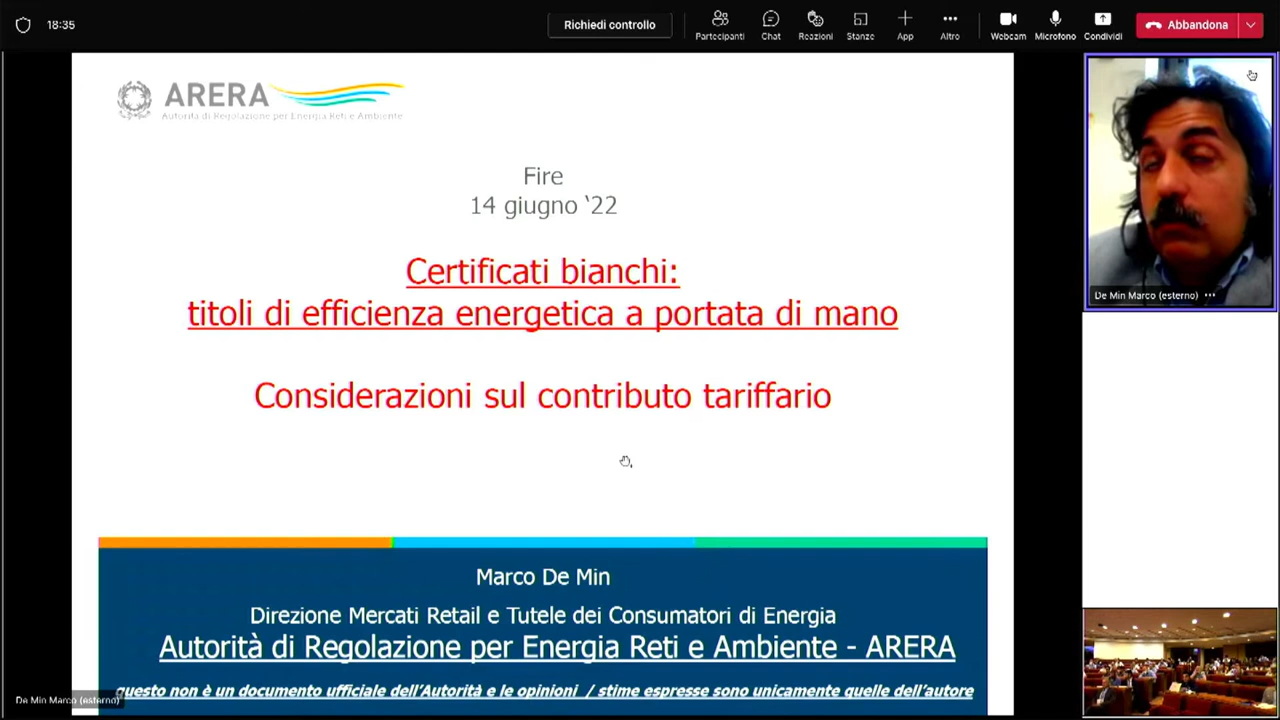 18:35
Richiedi controllo
Partecipanti
Chat
Reazioni
Stanze
App
Altro
Webcam
Microfono
Condividi
Abbandona
ARERA
Autorità di Regolazione per Energia Reti e Ambiente
Fire
14 giugno ‘22
Certificati bianchi:
titoli di efficienza energetica a portata di mano
Considerazioni sul contributo tariffario
De Min Marco (esterno)
Marco De Min
Direzione Mercati Retail e Tutele dei Consumatori di Energia
Autorità di Regolazione per Energia Reti e Ambiente - ARERA
questo non è un documento ufficiale dell’Autorità e le opinioni / stime espresse sono unicamente quelle dell’autore
De Min Marco (esterno)